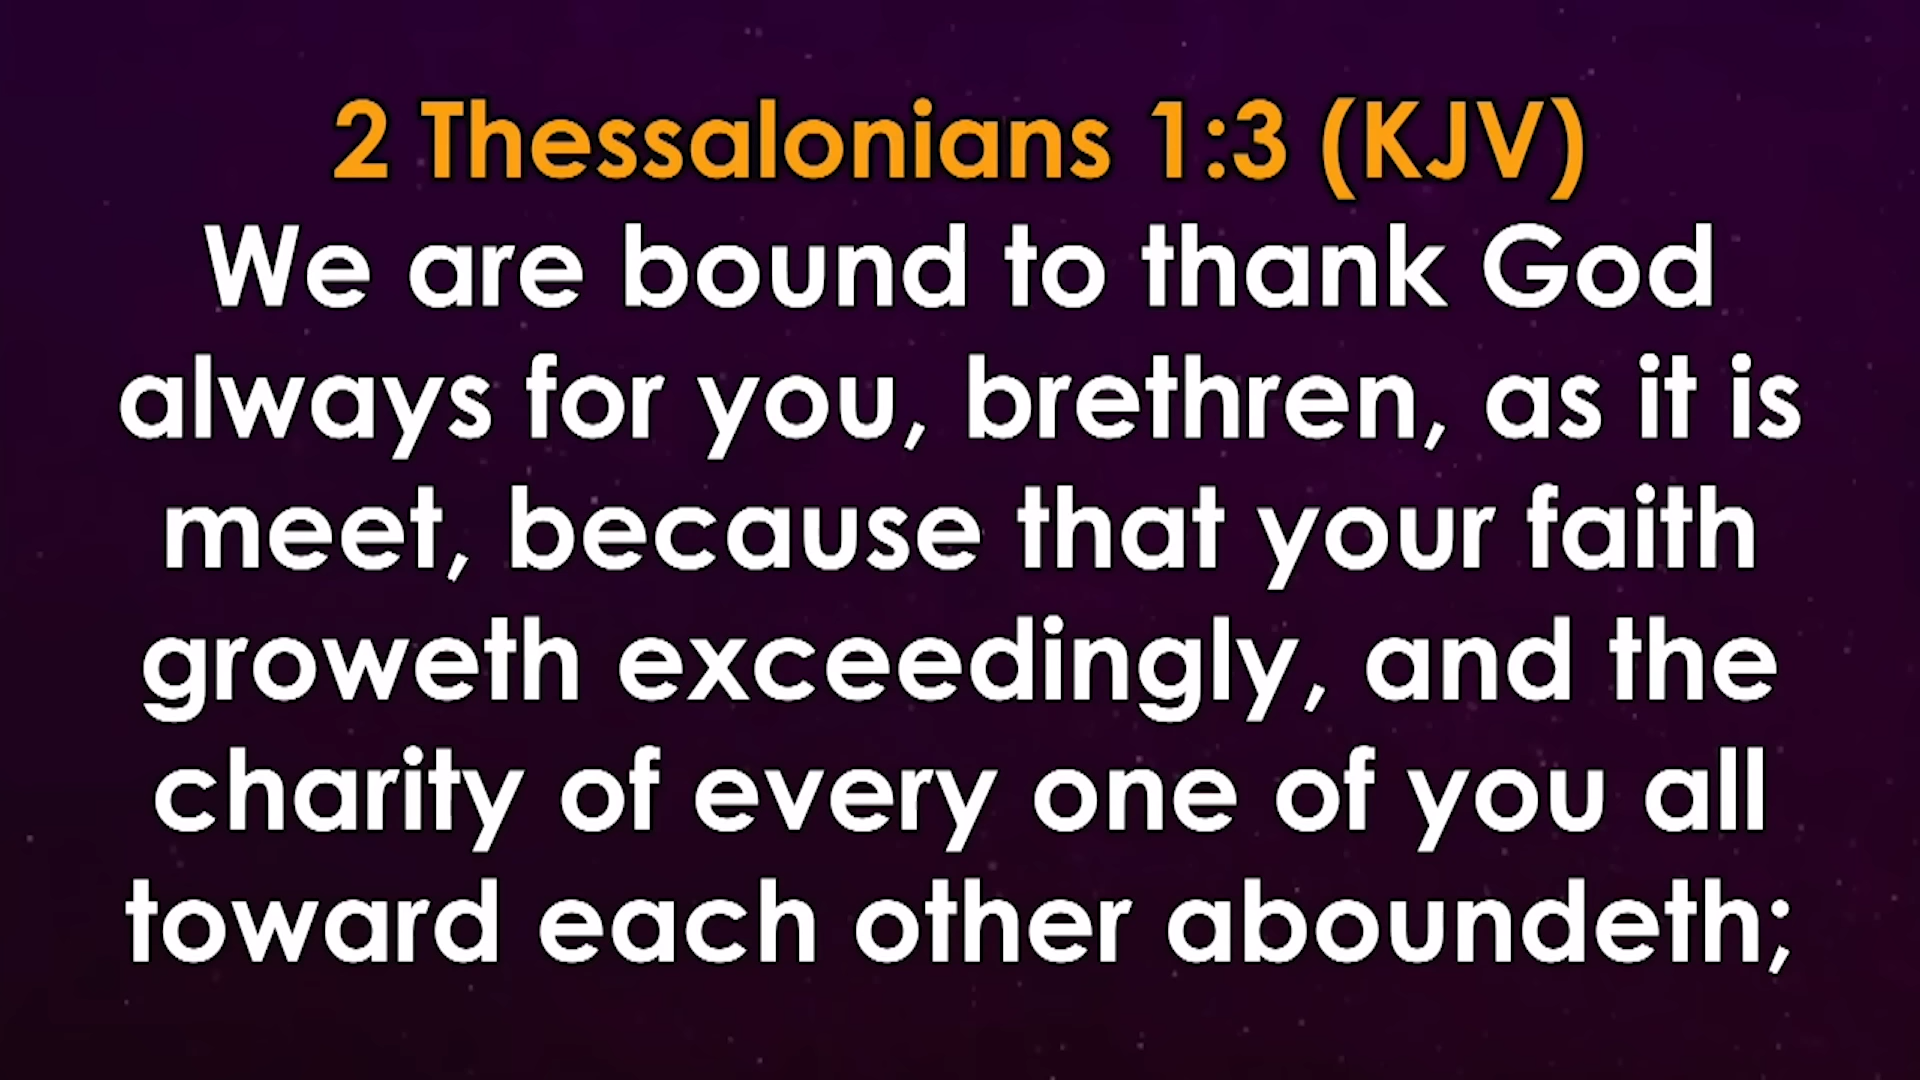 2 Thessalonians 1:3 (KJV)
We are bound to thank God
always for you, brethren, as it is
meet, because that your faith
groweth exceedingly, and the
charity of every one of you all
toward each other aboundeth;